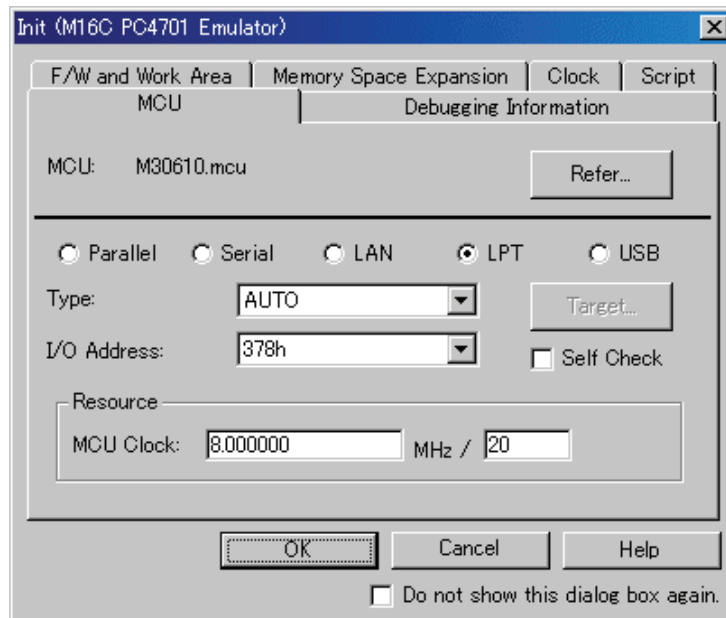 Init (M16C PC4701 Emulator)
F/W and Work Area Memory Space Expansion Clock Script
MCU Debugging Information
MCU: M30610.mcu Refer...
Parallel Serial LAN LPT USB
Type: AUTO Target...
I/O Address: 378h Self Check
Resource
MCU Clock: 8.000000 MHz / 20
OK Cancel Help
Do not show this dialog box again.